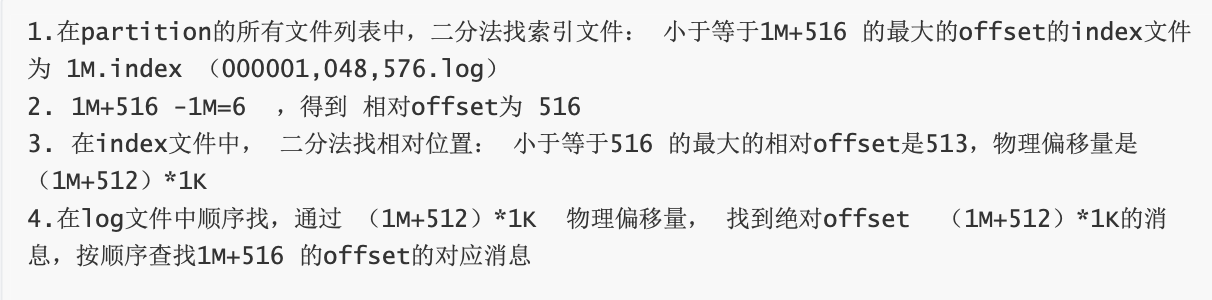 1.在partition的所有文件列表中，二分法找索引文件： 小于等于1M+516 的最大的offset的index文件
为 1M.index （000001,048,576.log）
2. 1M+516 -1M=6  ，得到 相对offset为 516
3. 在index文件中， 二分法找相对位置： 小于等于516 的最大的相对offset是513，物理偏移量是
（1M+512）*1K
4.在log文件中顺序找，通过 （1M+512）*1K  物理偏移量， 找到绝对offset  （1M+512）*1K的消
息，按顺序查找1M+516 的offset的对应消息